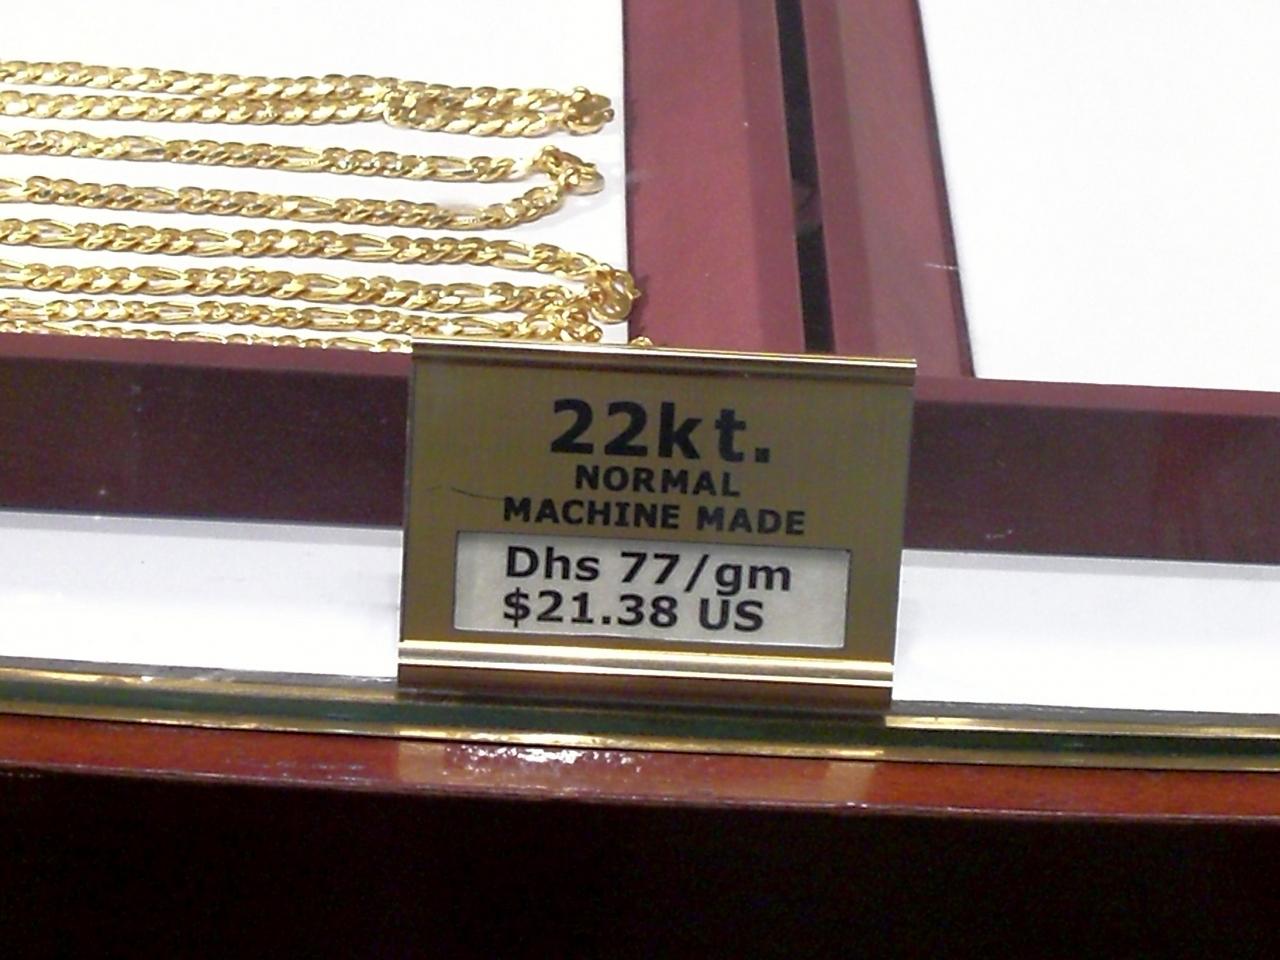 22kt.
NORMAL
MACHINE MADE
Dhs 77/gm
$21.38 US